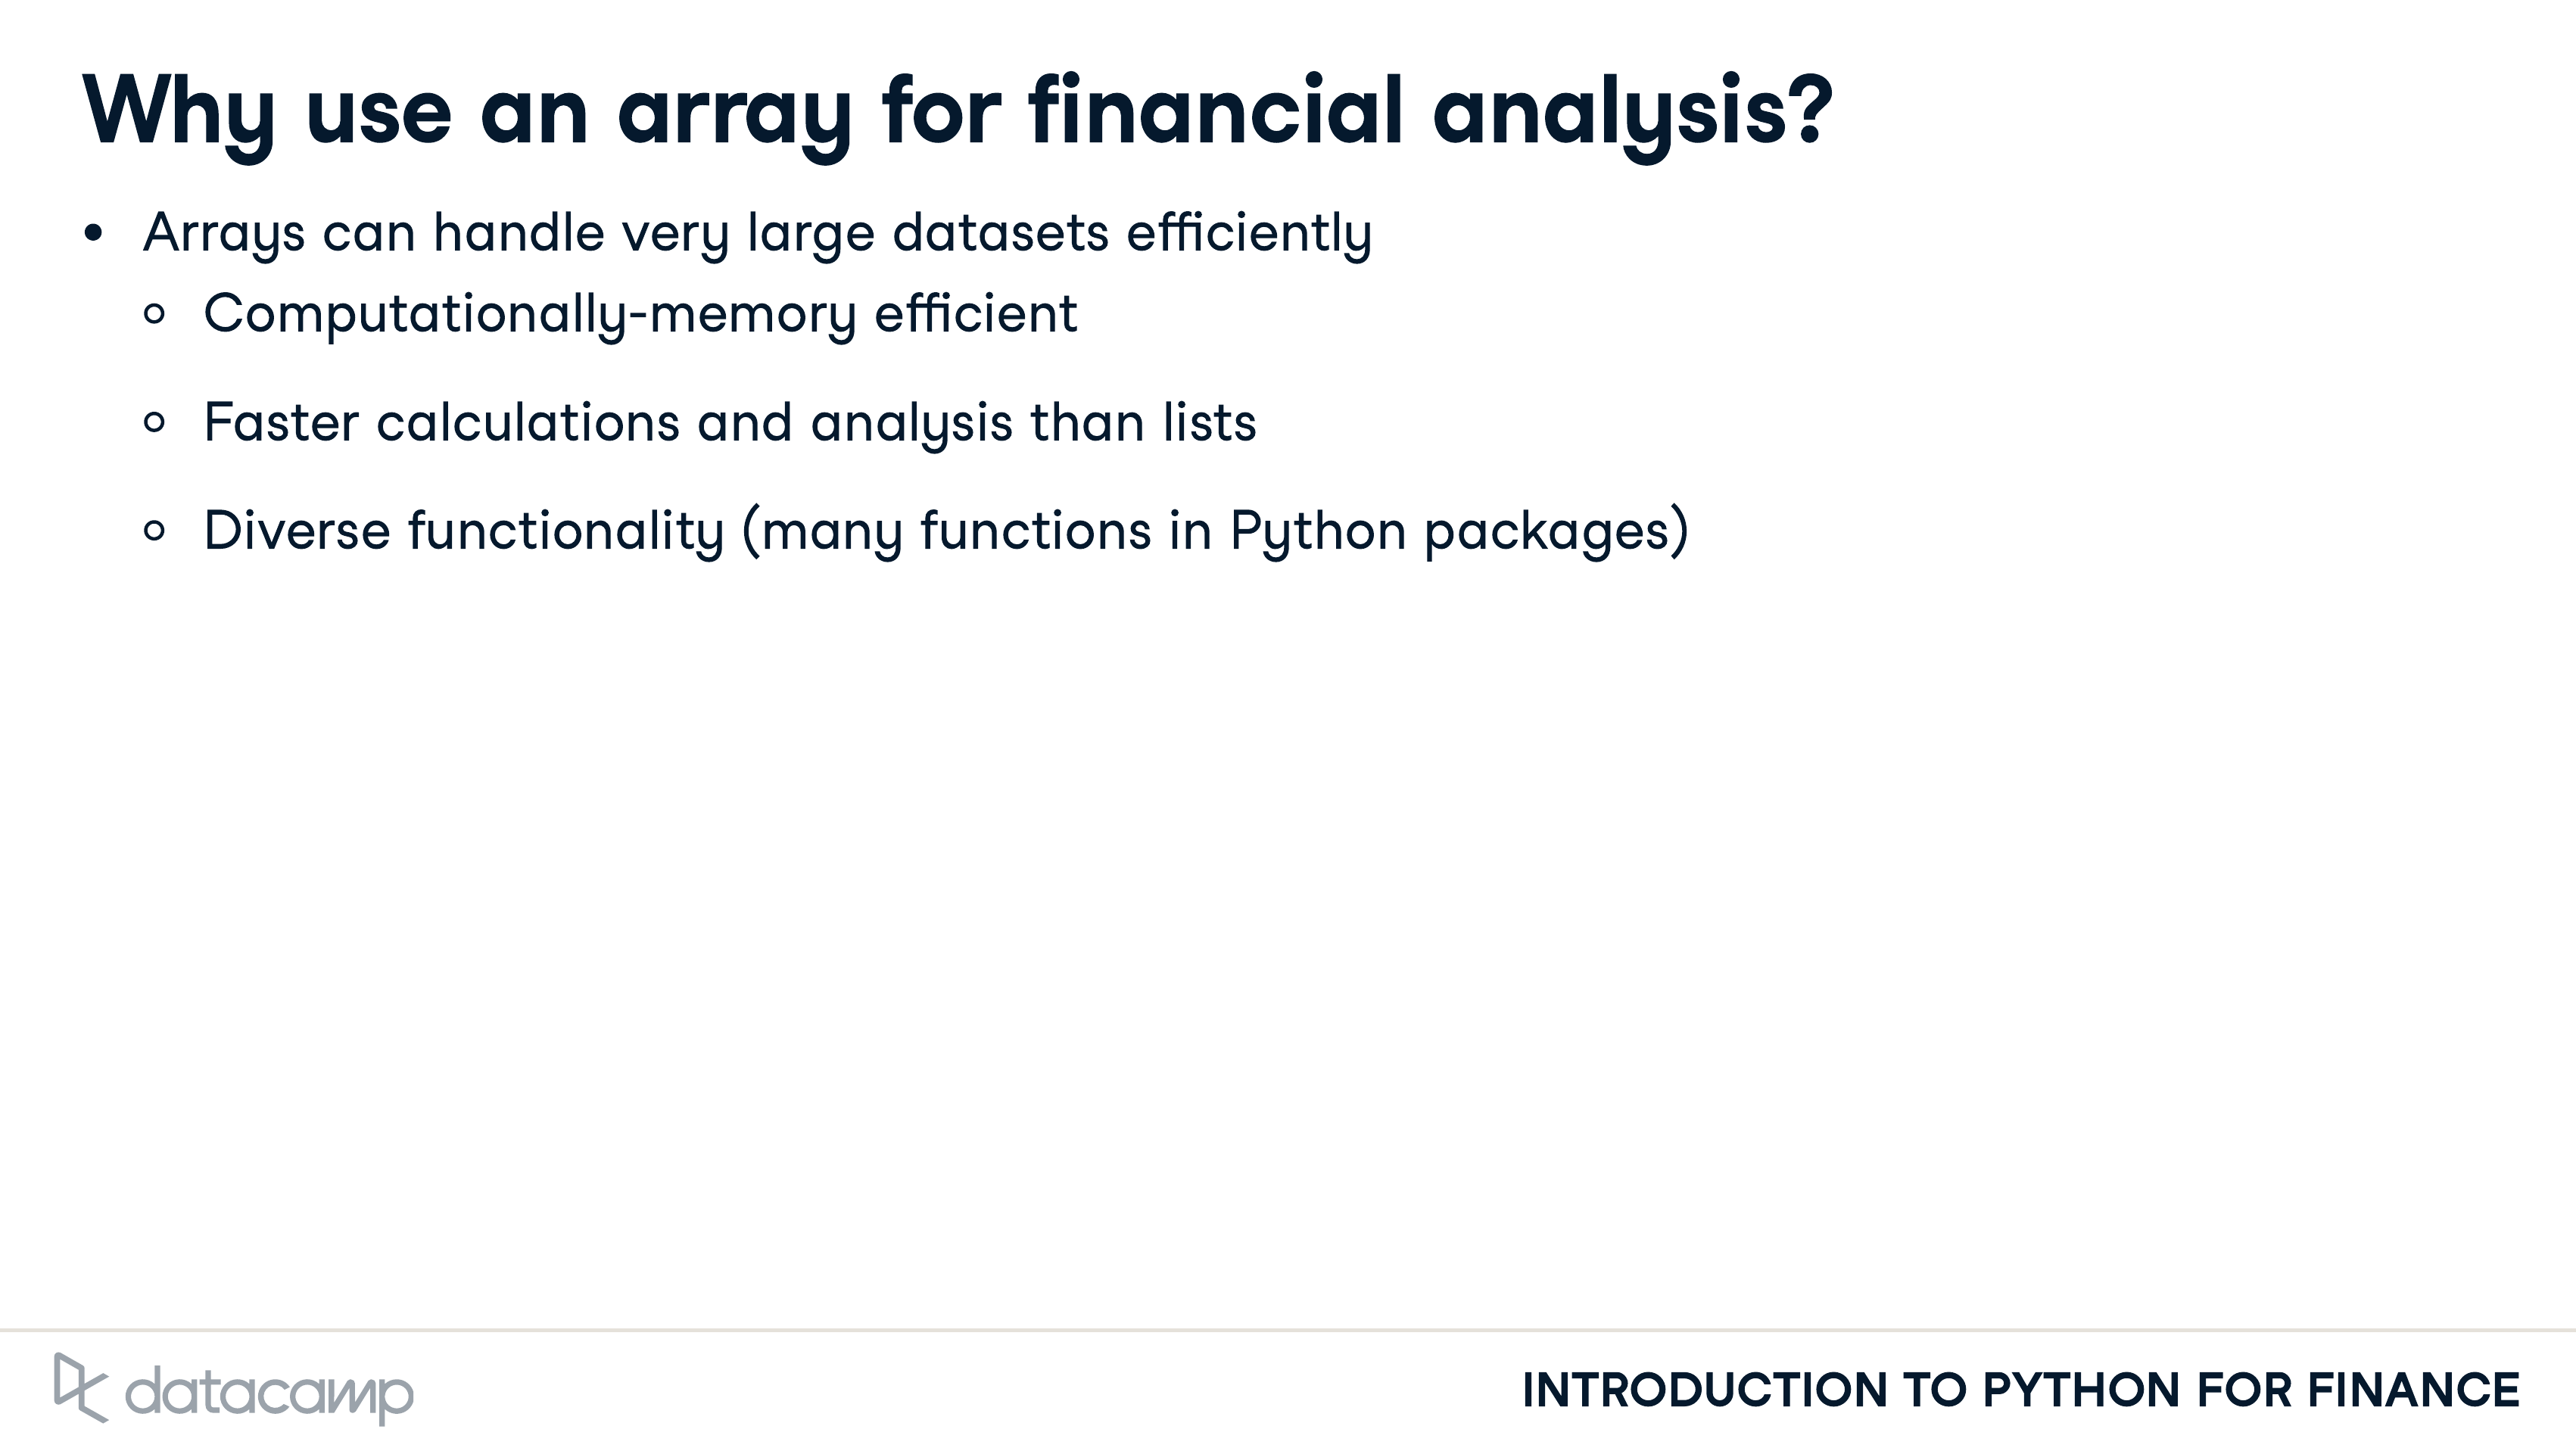 Why use an array for financial analysis?
• Arrays can handle very large datasets efficiently
○ Computationally-memory efficient
○ Faster calculations and analysis than lists
○ Diverse functionality (many functions in Python packages)
datacamp
INTRODUCTION TO PYTHON FOR FINANCE